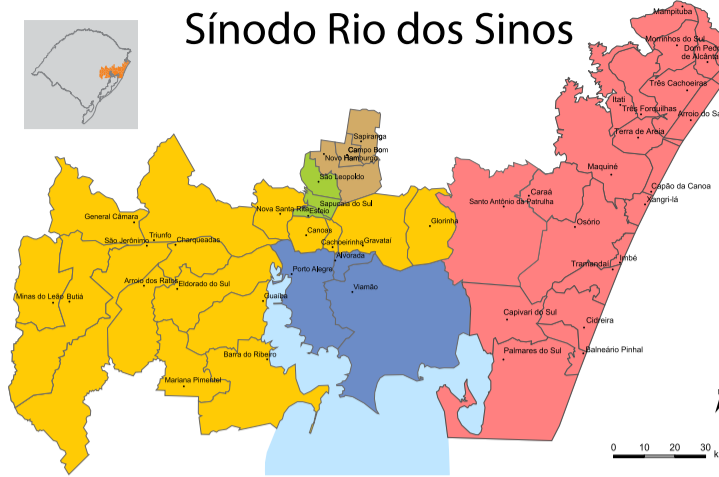 Sínodo Rio dos Sinos
Mampituba
Morrinhos do Sul
Dom Ped
de Alcânta
Três Cachoeiras
Itati
Três Forquilhas
Arroio do Sa
Terra de Areia
Sapiranga
Campo Bom
Novo Hamburgo
São Leopoldo
Maquiné
Capão da Canoa
Xangri-lá
Caraá
Santo Antônio da Patrulha
Sapucaia do Sul
Esteio
Nova Santa Rita
General Câmara
Glorinha
Osório
Canoas
Triunfo
São Jerônimo
Charqueadas
Cachoeirinha
Gravataí
Alvorada
Imbé
Tramandaí
Porto Alegre
Arroio dos Ratos
Eldorado do Sul
Viamão
Minas do Leão
Butiá
Guaíba
Capivari do Sul
Cidreira
Palmares do Sul
Balneário Pinhal
Barra do Ribeiro
Mariana Pimentel
0 10 20 30
k